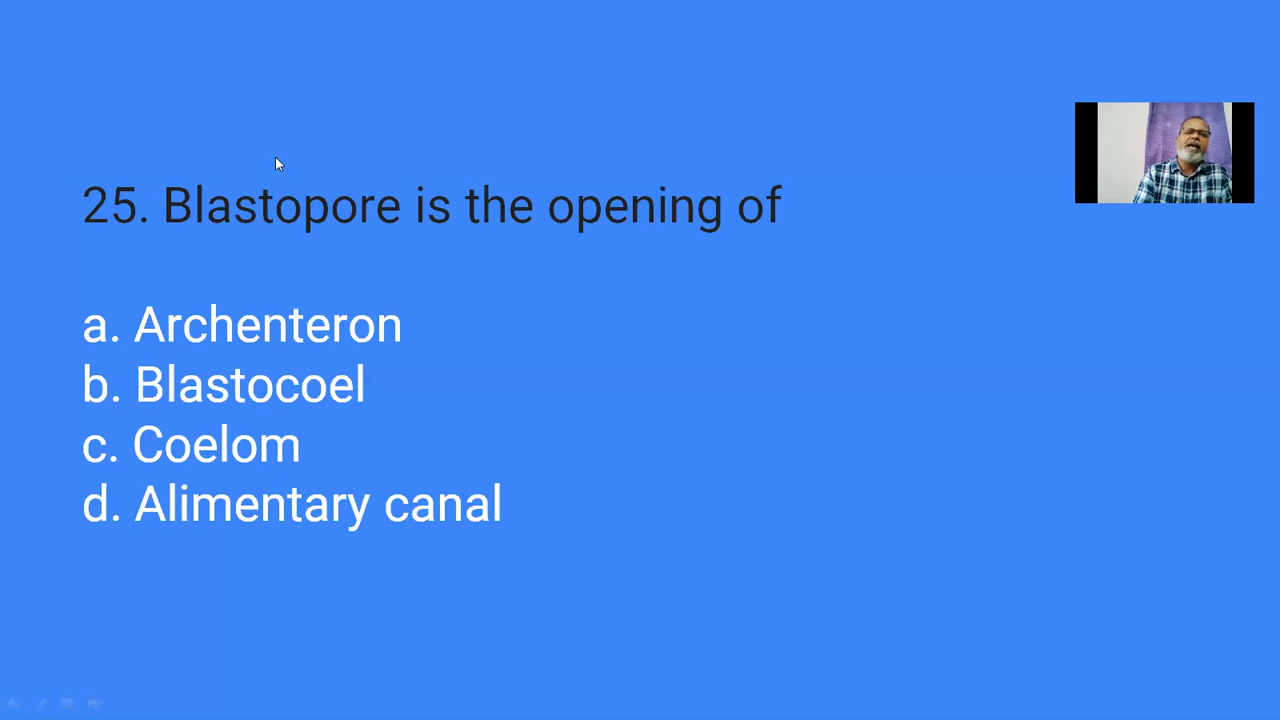 25. Blastopore is the opening of
a. Archenteron
b. Blastocoel
c. Coelom
d. Alimentary canal